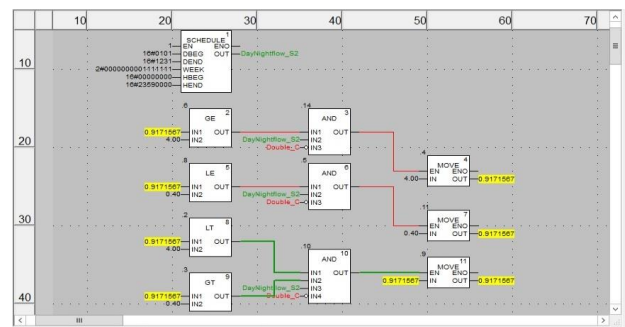 10 20 30 40 50 60 70
1
SCHEDULE
1 EN ENO
16#0101 DBEG OUT DayNightflow_S2
16#1231 DEND
10
2#0000000001111111 WEEK
16#00000000 HBEG
16#23590000 HEND
.6 2 .14 3
GE AND
0.9171567 IN1 OUT IN1 OUT
4.00 IN2 DayNightflow_S2 IN2
20
Double_C IN3
.4 4
MOVE
.8 5 .5 6
LE AND
EN ENO
4.00 IN OUT 0.9171567
0.9171567 IN1 OUT IN1 OUT
0.40 IN2 DayNightflow_S2 IN2
Double_C IN3
.2 8 .11 7
LT MOVE
30
EN ENO
0.40 IN OUT 0.9171567
0.9171567 IN1 OUT
4.00 IN2
.10 10 .9 11
AND MOVE
.3 9
GT
IN1 OUT EN ENO
IN2 0.9171567 IN OUT 0.9171567
DayNightflow_S2 IN3
0.9171567 IN1 OUT Double_C IN4
40
0.40 IN2